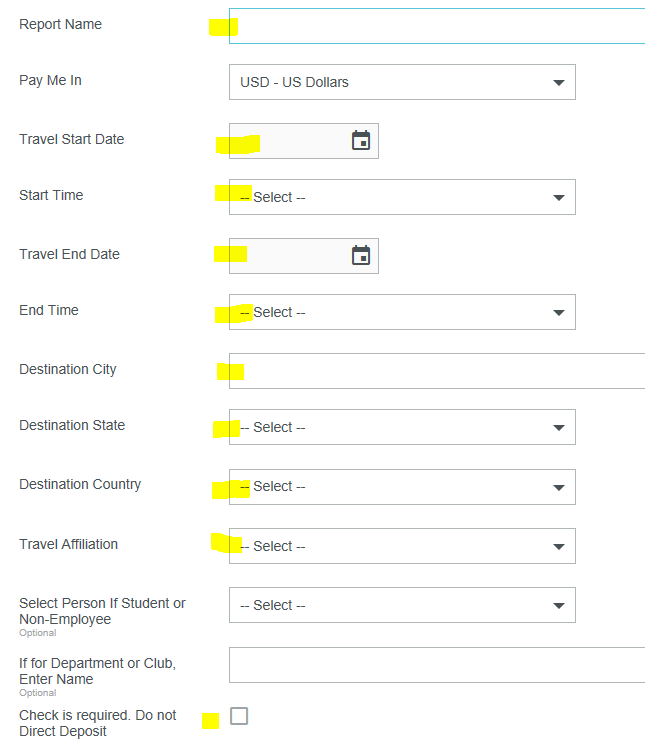 Report Name
Pay Me In
USD - US Dollars
Travel Start Date
Start Time
-- Select --
Travel End Date
End Time
-- Select --
Destination City
Destination State
-- Select --
Destination Country
-- Select --
Travel Affiliation
-- Select --
Select Person If Student or
Non-Employee
Optional
-- Select --
If for Department or Club,
Enter Name
Optional
Check is required. Do not
Direct Deposit